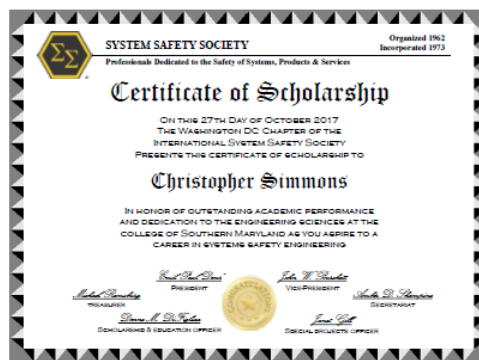 ΣΣ
SYSTEM SAFETY SOCIETY
Organized 1962
Incorporated 1973
Professionals Dedicated to the Safety of Systems, Products & Services
Certificate of Scholarship
On this 27th Day of October 2017
The Washington DC Chapter of the
International System Safety Society
Presents this certificate of scholarship to
Christopher Simmons
In honor of outstanding academic performance
and dedication to the engineering sciences at the
college of Southern Maryland as you aspire to a
career in systems safety engineering
President
Vice-President
treasurer
Secretariat
CONGRATULATIONS
Scholarship & education officer
Special projects officer